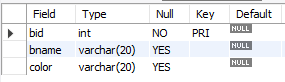 Field Type Null Key Default
bid int NO PRI NULL
bname varchar(20) YES NULL
color varchar(20) YES NULL